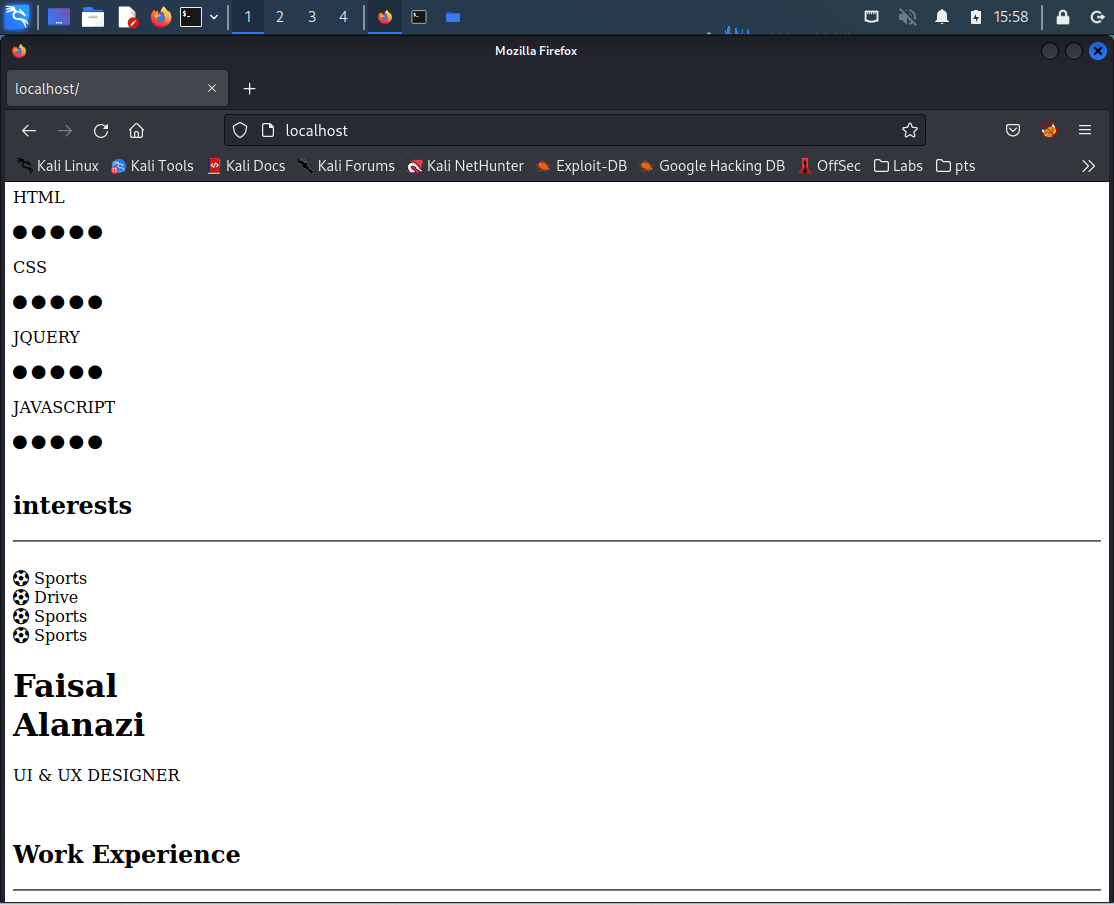 1 2 3 4 15:58
Mozilla Firefox
localhost/
localhost
Kali Linux Kali Tools Kali Docs Kali Forums Kali NetHunter Exploit-DB Google Hacking DB OffSec Labs pts
HTML
CSS
JQUERY
JAVASCRIPT
interests
Sports
Drive
Sports
Sports
Faisal
Alanazi
UI & UX DESIGNER
Work Experience